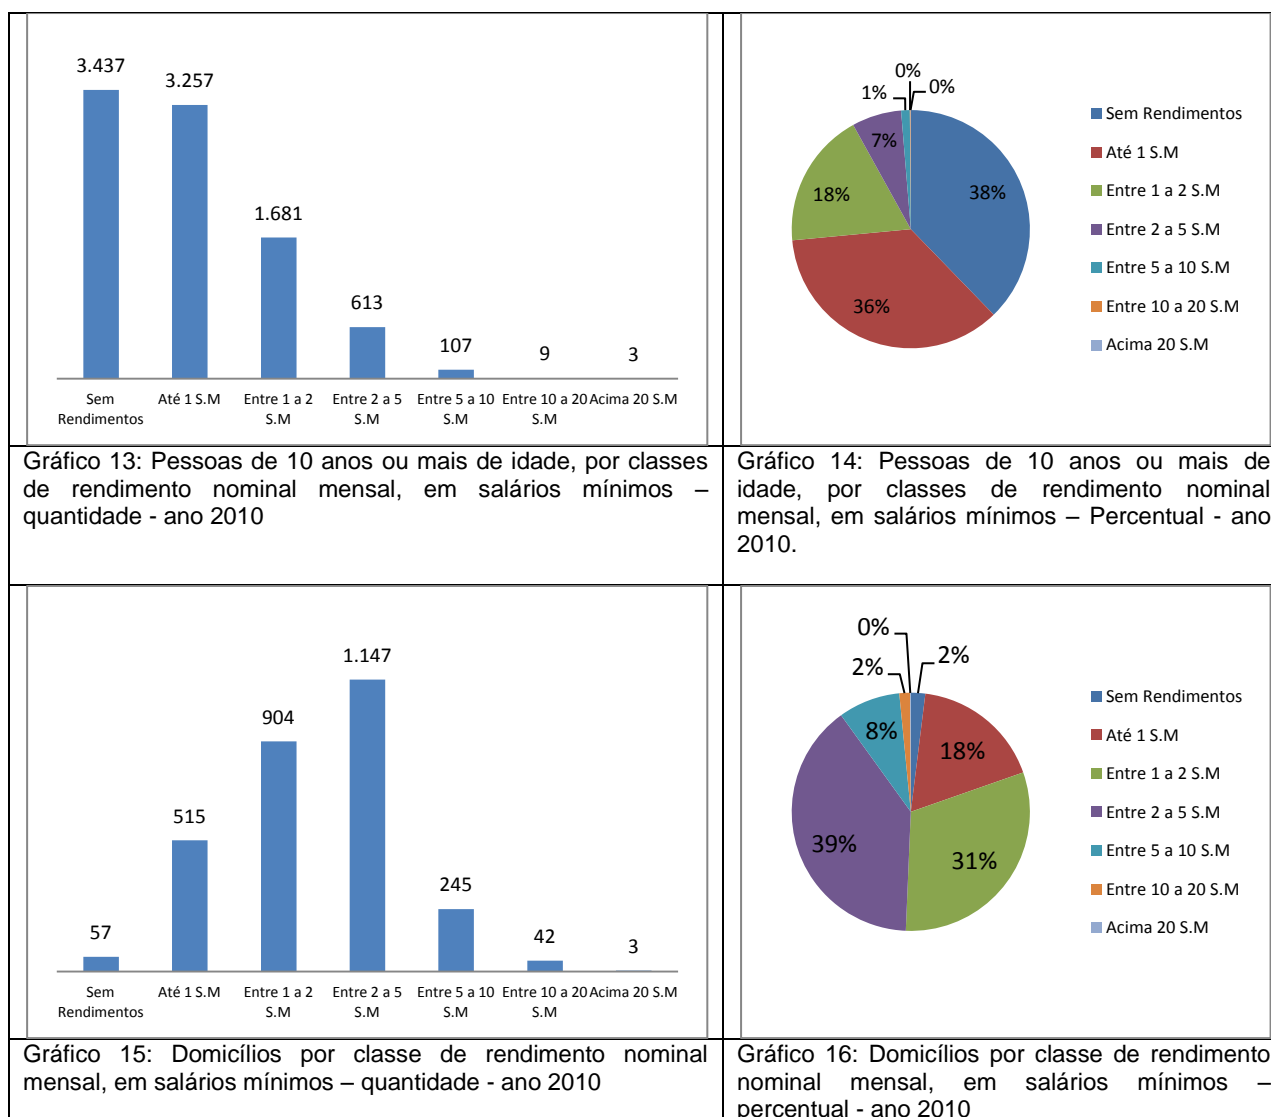 3.437
3.257
1.681
613
107
9
3
Sem Rendimentos
Até 1 S.M
Entre 1 a 2 S.M
Entre 2 a 5 S.M
Entre 5 a 10 S.M
Entre 10 a 20 S.M
Acima 20 S.M
Gráfico 13: Pessoas de 10 anos ou mais de idade, por classes
de rendimento nominal mensal, em salários mínimos –
quantidade - ano 2010
0%
0%
1%
7%
18%
38%
36%
Sem Rendimentos
Até 1 S.M
Entre 1 a 2 S.M
Entre 2 a 5 S.M
Entre 5 a 10 S.M
Entre 10 a 20 S.M
Acima 20 S.M
Gráfico 14: Pessoas de 10 anos ou mais de
idade, por classes de rendimento nominal
mensal, em salários mínimos – Percentual - ano
2010.
1.147
904
515
245
57
42
3
Sem Rendimentos
Até 1 S.M
Entre 1 a 2 S.M
Entre 2 a 5 S.M
Entre 5 a 10 S.M
Entre 10 a 20 S.M
Acima 20 S.M
Gráfico 15: Domicílios por classe de rendimento nominal
mensal, em salários mínimos – quantidade - ano 2010
0%
2%
2%
8%
18%
39%
31%
Sem Rendimentos
Até 1 S.M
Entre 1 a 2 S.M
Entre 2 a 5 S.M
Entre 5 a 10 S.M
Entre 10 a 20 S.M
Acima 20 S.M
Gráfico 16: Domicílios por classe de rendimento
nominal mensal, em salários mínimos –
percentual - ano 2010